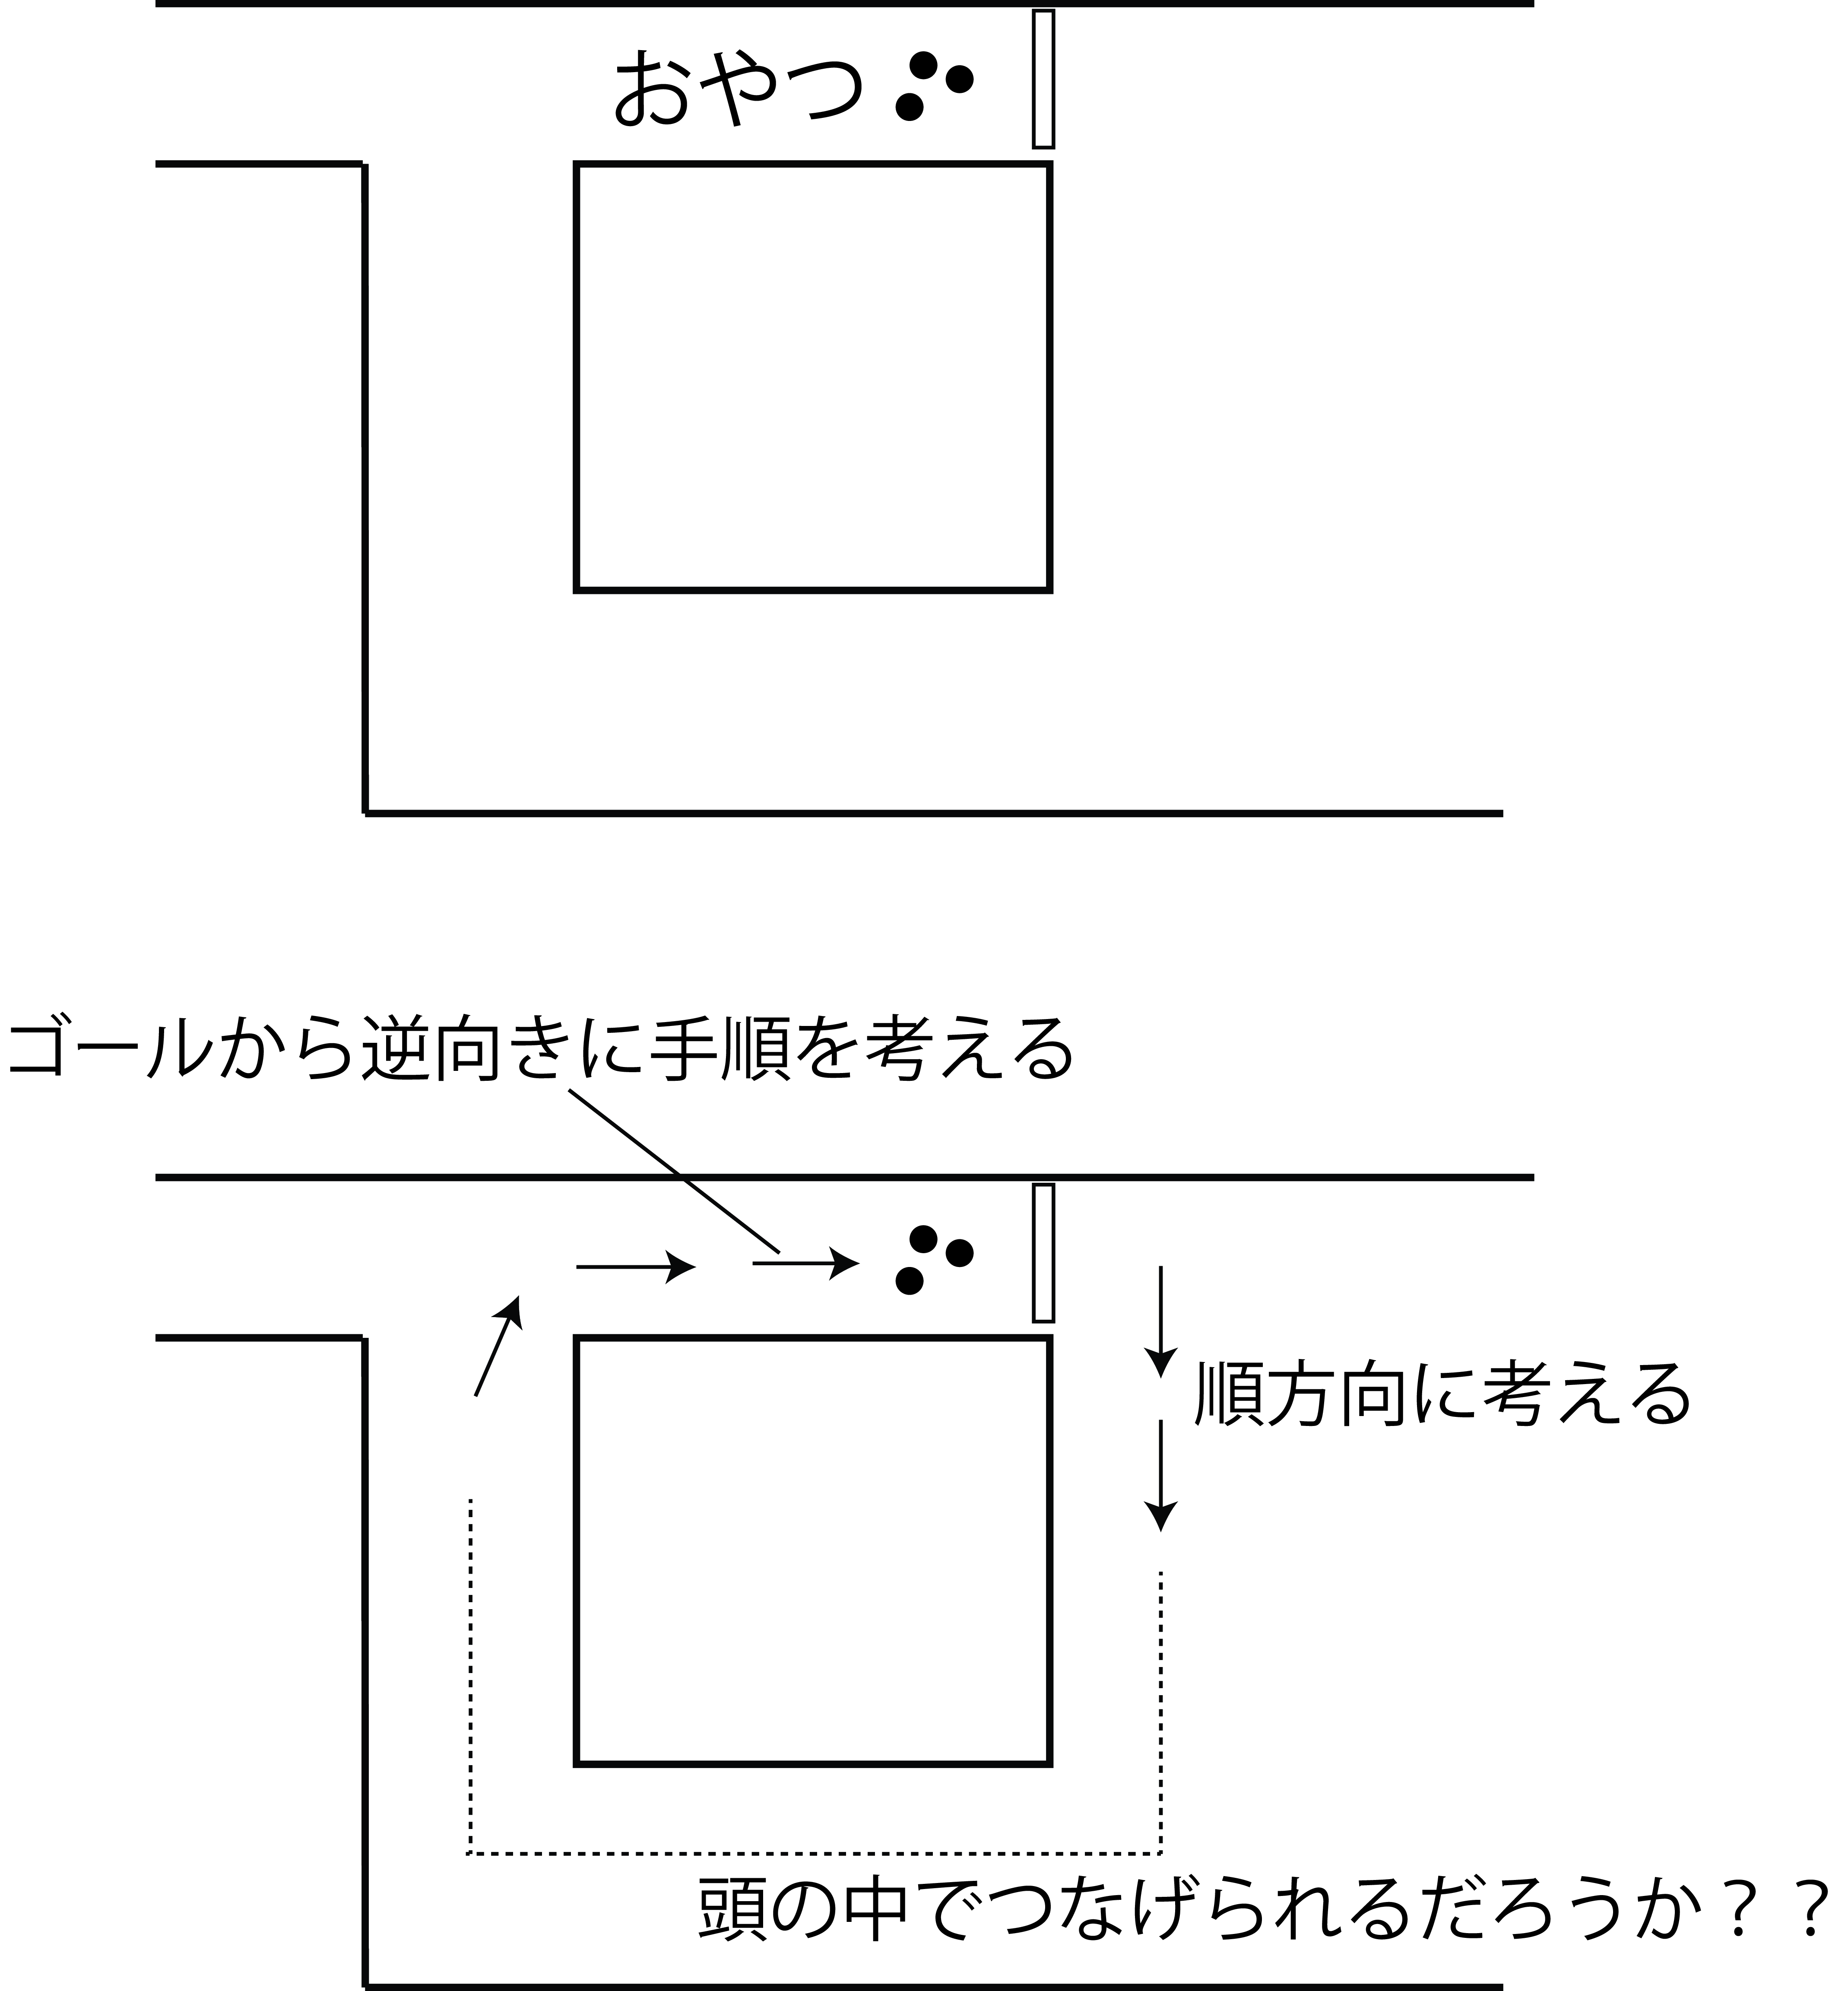 おやつ
ゴールから逆向きに手順を考える
順方向に考える
頭の中でつなげられるだろうか？？